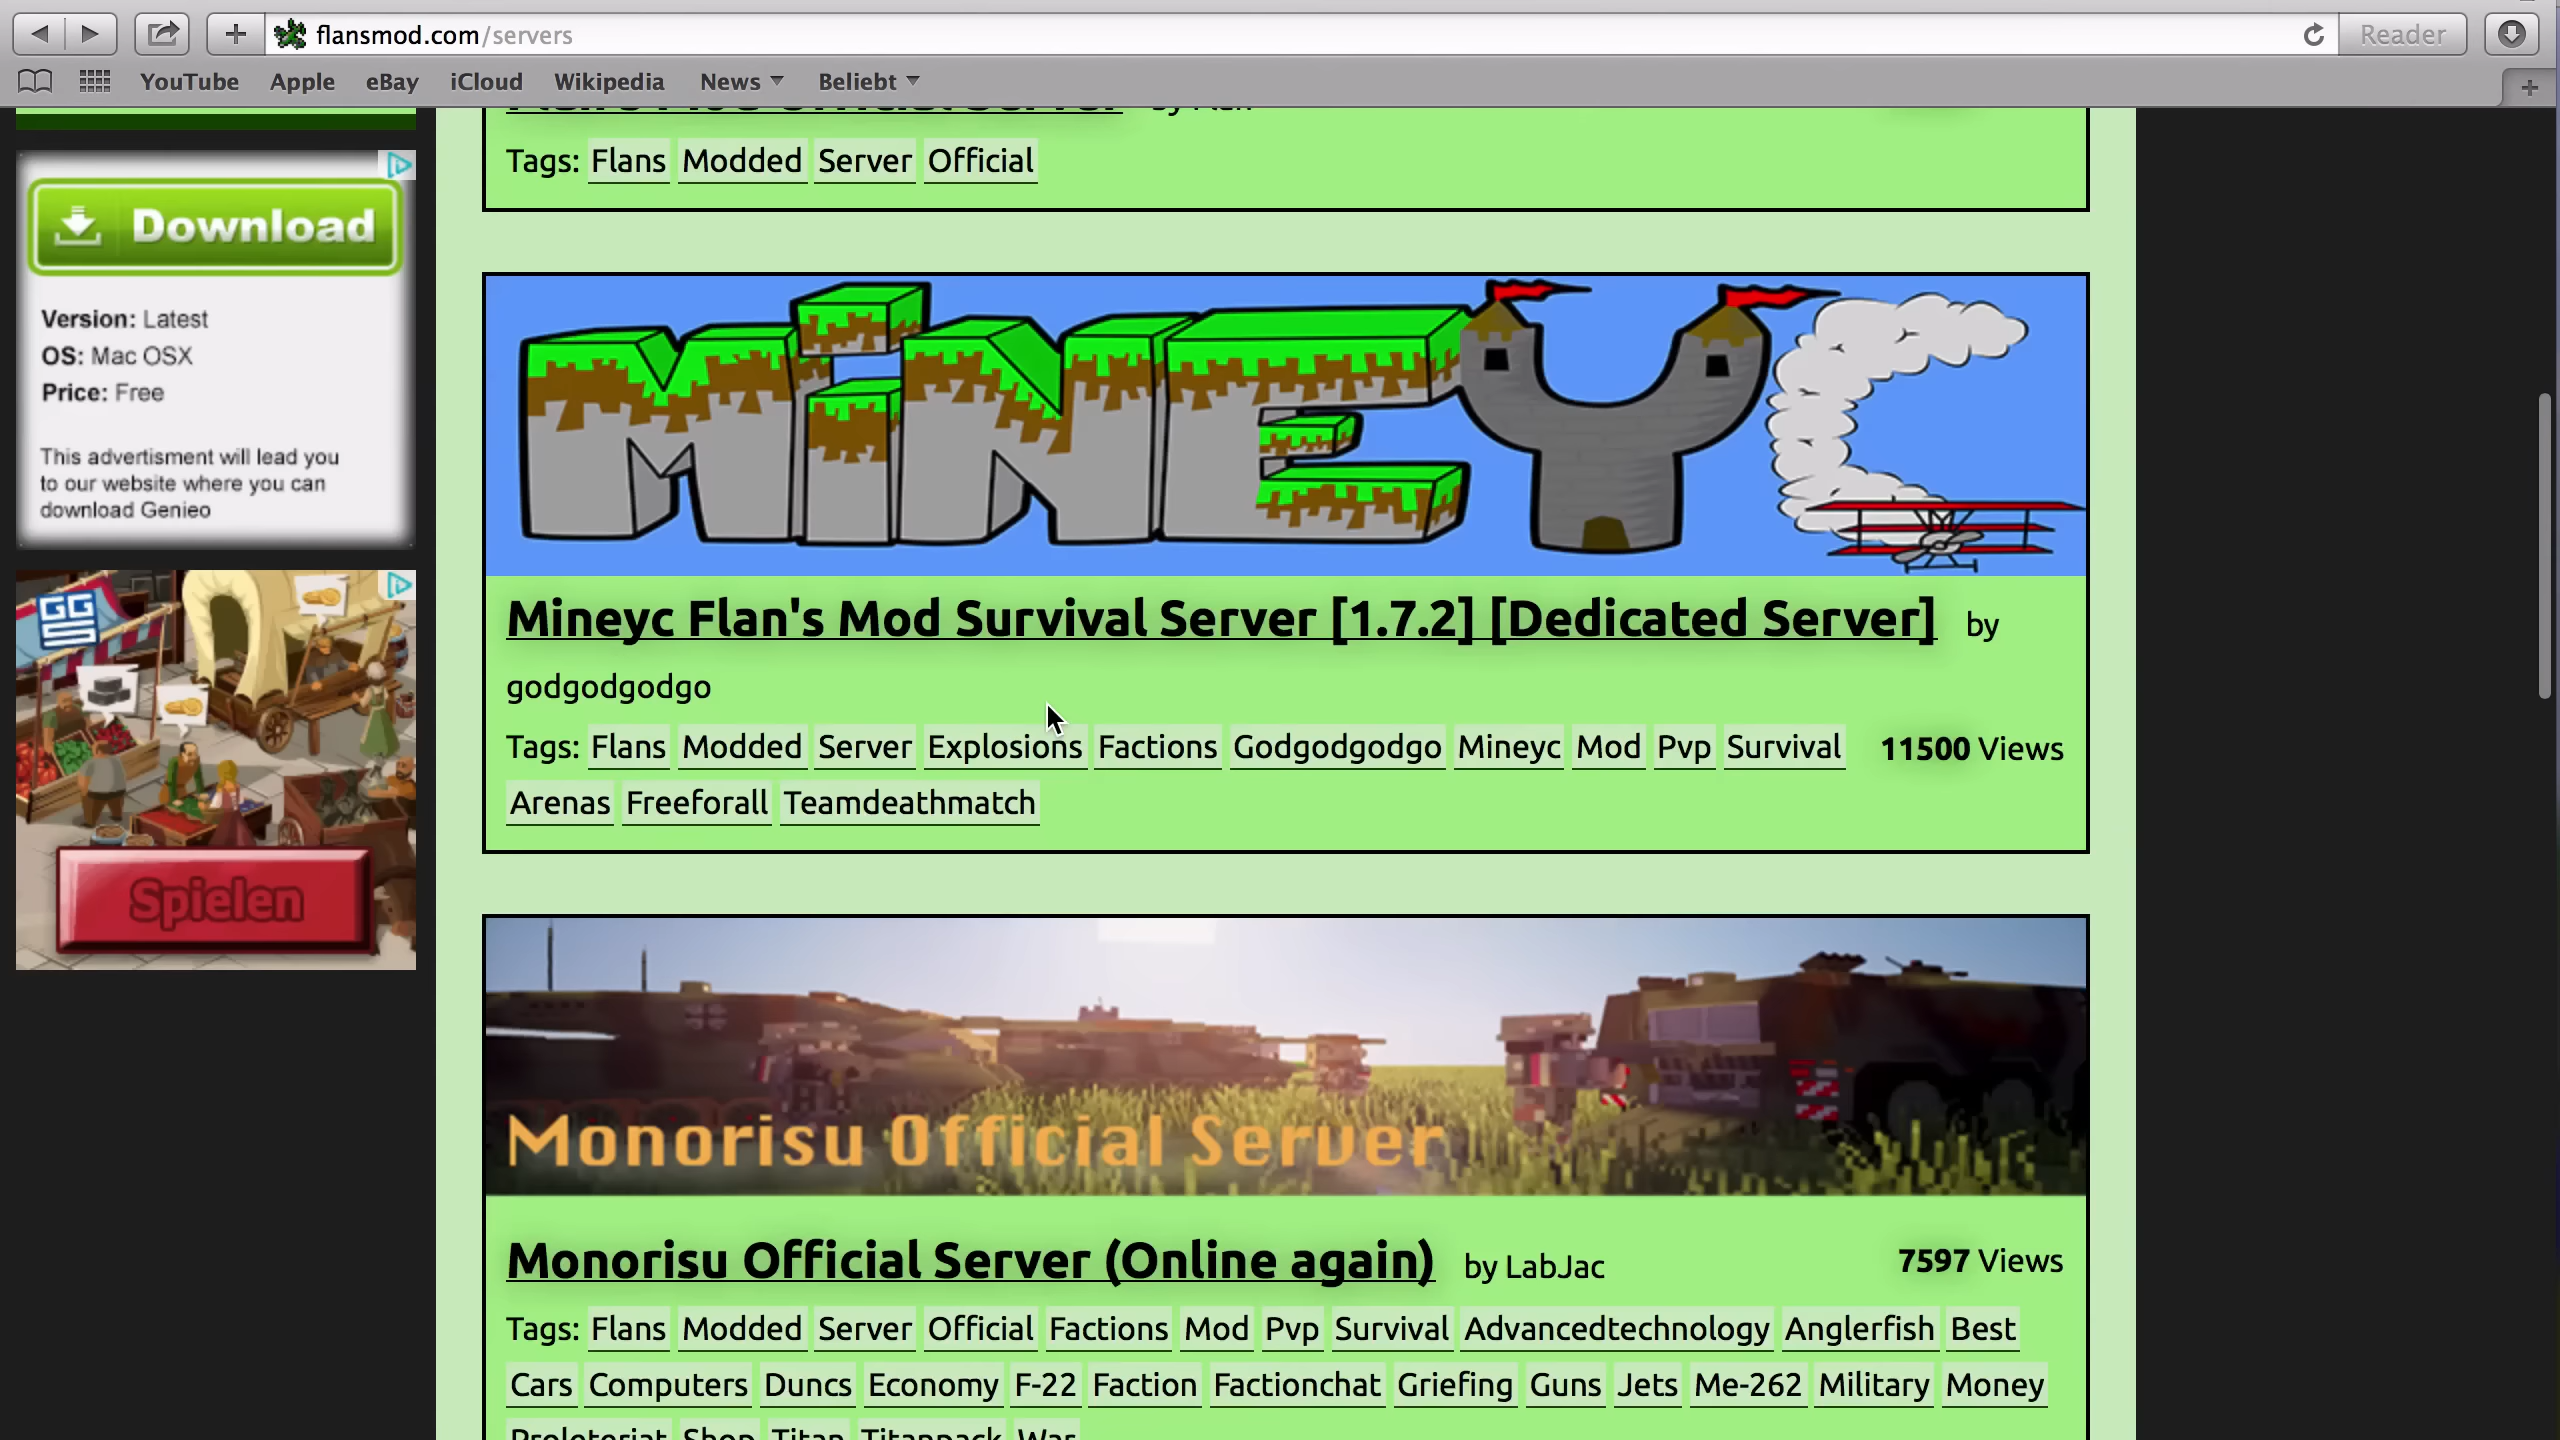 flansmod.com/servers
Reader
YouTube Apple eBay iCloud Wikipedia News Beliebt
Tags: Flans Modded Server Official
Download
Version: Latest
OS: Mac OSX
Price: Free
This advertisment will lead you
to our website where you can
download Genieo
GGS
Spielen
MiNEYC
Mineyc Flan's Mod Survival Server [1.7.2] [Dedicated Server] by
godgodgodgo
Tags: Flans Modded Server Explosions Factions Godgodgodgo Mineyc Mod Pvp Survival
11500 Views
Arenas Freeforall Teamdeathmatch
Monorisu Official Server
Monorisu Official Server (Online again) by LabJac
7597 Views
Tags: Flans Modded Server Official Factions Mod Pvp Survival Advancedtechnology Anglerfish Best
Cars Computers Duncs Economy F-22 Faction Factionchat Griefing Guns Jets Me-262 Military Money
Proleteriat Shop Titan Titanpack War